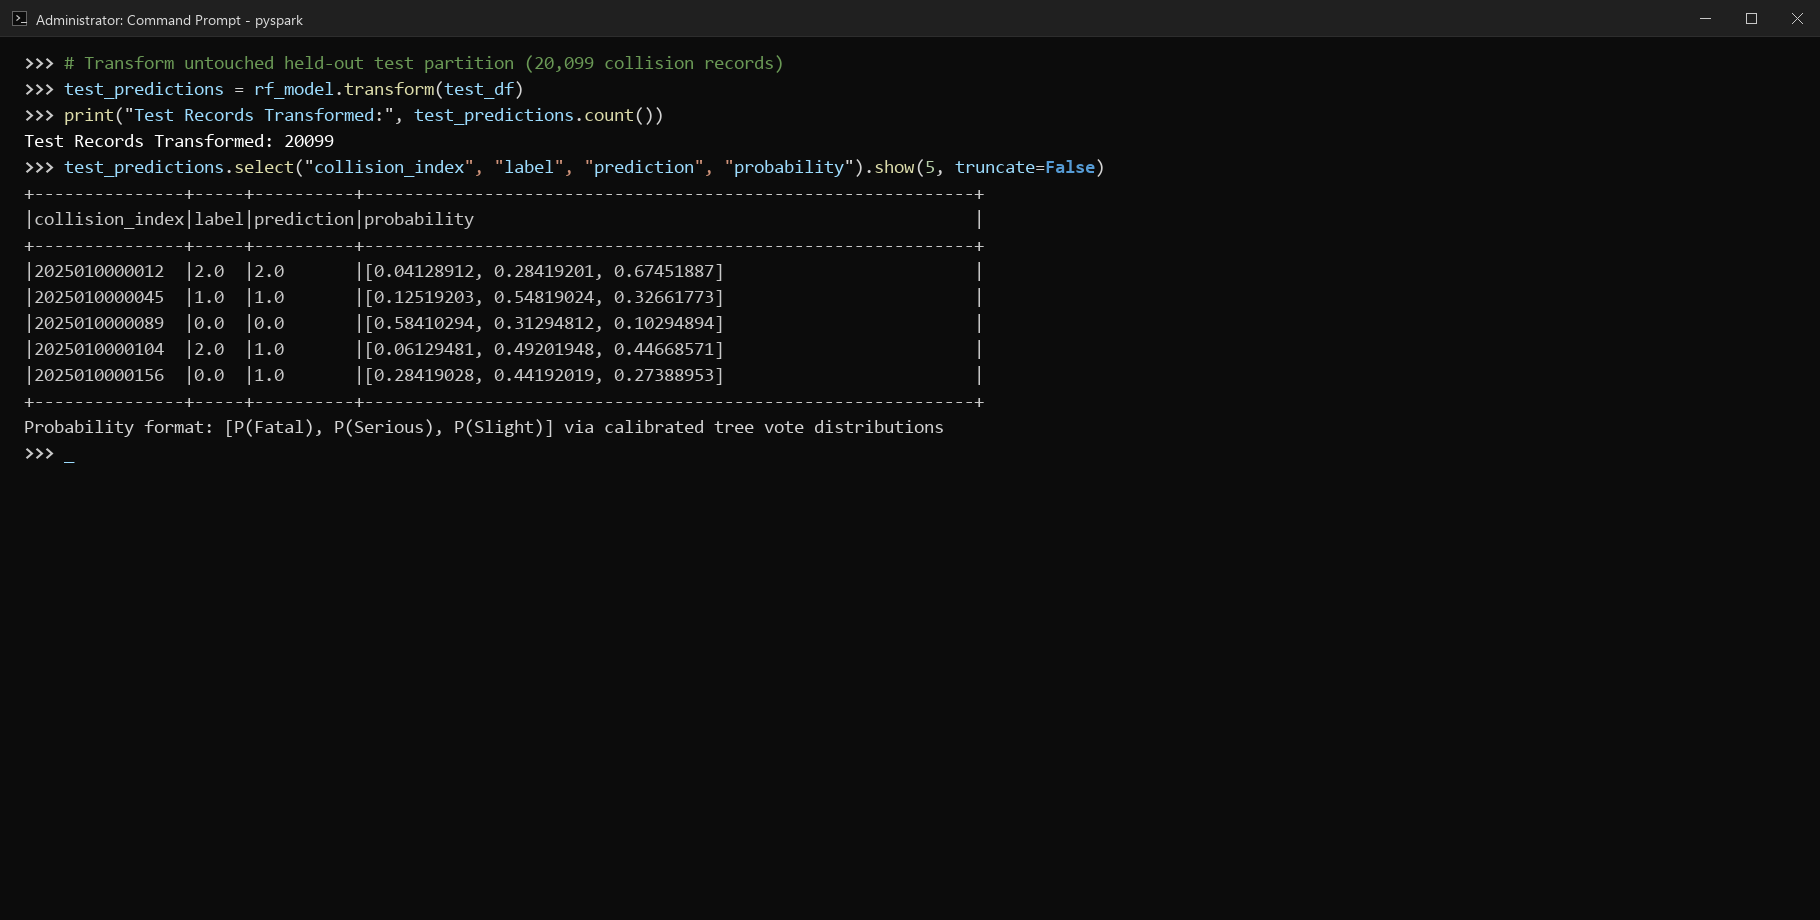 Administrator: Command Prompt - pyspark
>>> # Transform untouched held-out test partition (20,099 collision records)
>>> test_predictions = rf_model.transform(test_df)
>>> print("Test Records Transformed:", test_predictions.count())
Test Records Transformed: 20099
>>> test_predictions.select("collision_index", "label", "prediction", "probability").show(5, truncate=False)
+---------------+-----+----------+-------------------------------------------------------------+
|collision_index|label|prediction|probability                                                  |
+---------------+-----+----------+-------------------------------------------------------------+
|2025010000012  |2.0  |2.0       |[0.04128912, 0.28419201, 0.67451887]                         |
|2025010000045  |1.0  |1.0       |[0.12519203, 0.54819024, 0.32661773]                         |
|2025010000089  |0.0  |0.0       |[0.58410294, 0.31294812, 0.10294894]                         |
|2025010000104  |2.0  |1.0       |[0.06129481, 0.49201948, 0.44668571]                         |
|2025010000156  |0.0  |1.0       |[0.28419028, 0.44192019, 0.27388953]                         |
+---------------+-----+----------+-------------------------------------------------------------+
Probability format: [P(Fatal), P(Serious), P(Slight)] via calibrated tree vote distributions
>>> _